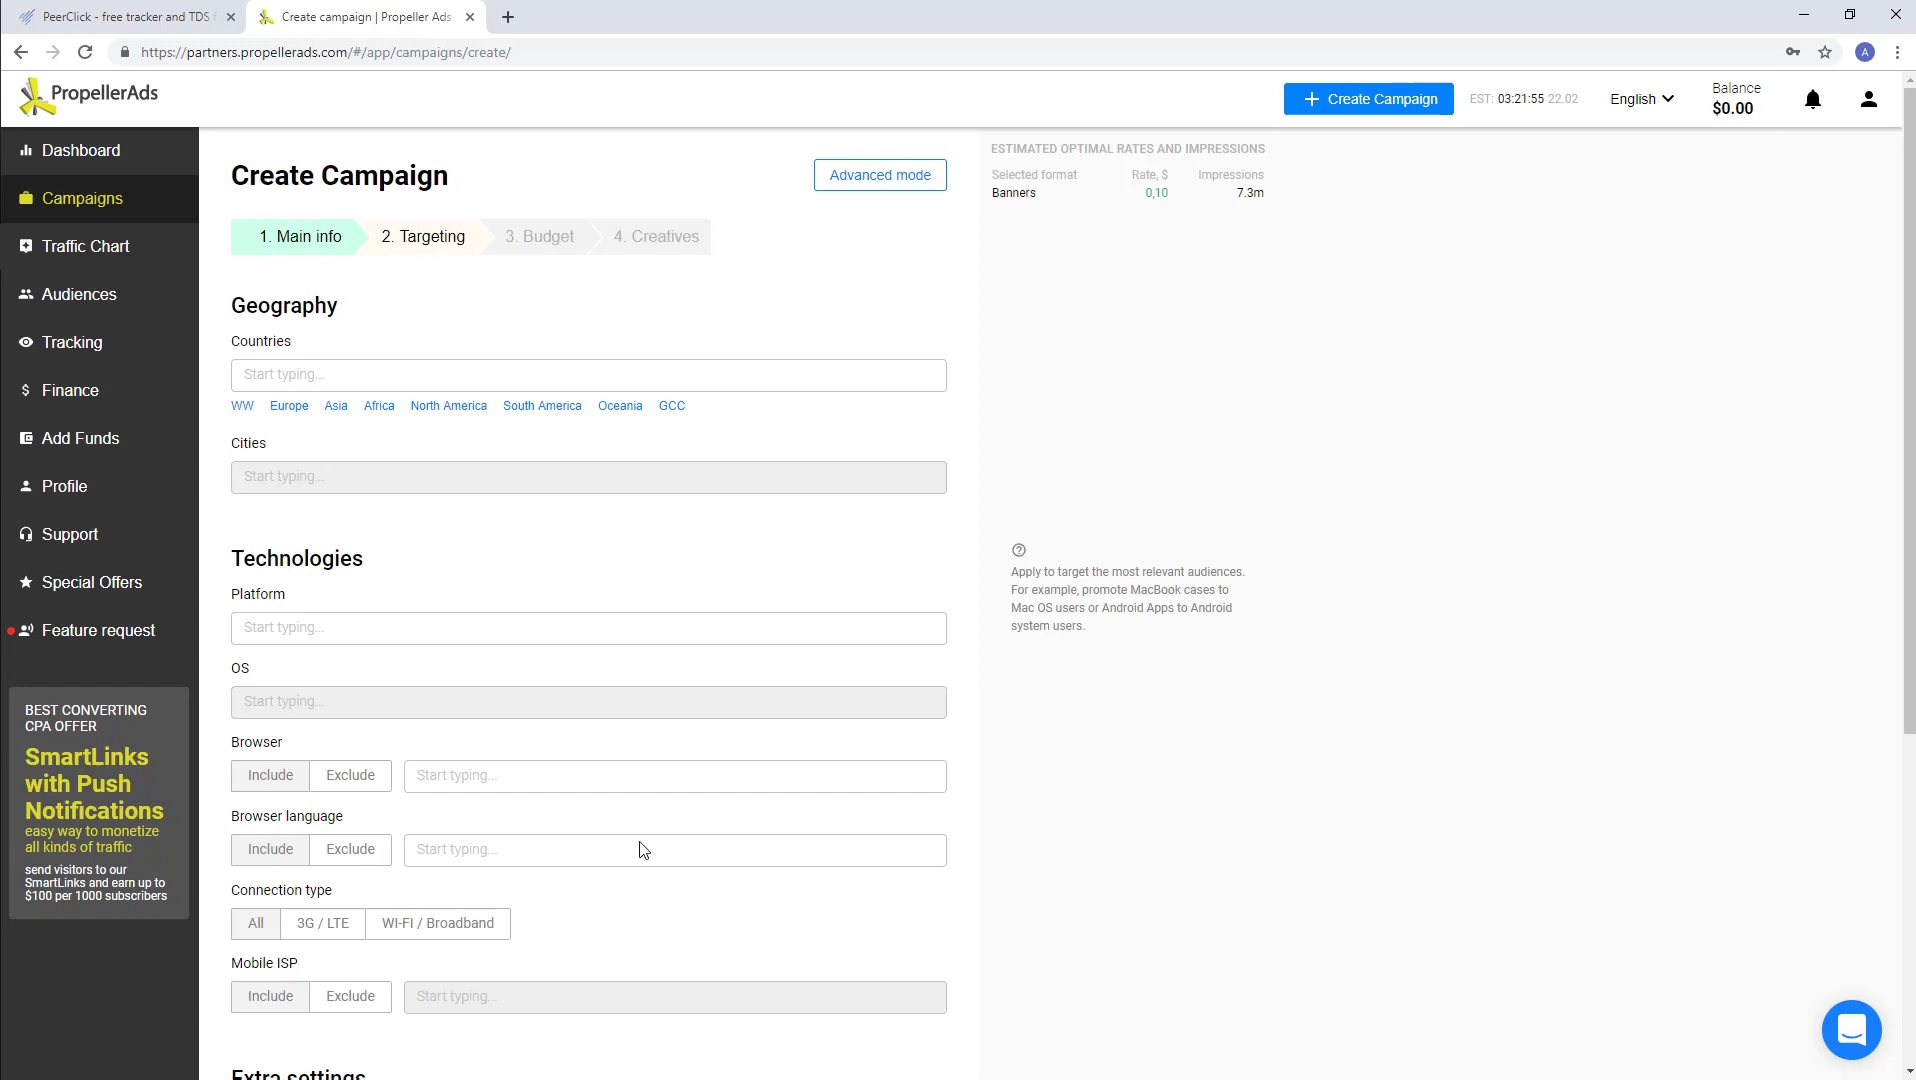 PeerClick - free tracker and TDS f
Create campaign | Propeller Ads
https://partners.propellerads.com/#/app/campaigns/create/
A
PropellerAds
Create Campaign
EST: 03:21:55 22.02
English
Balance
$0.00
Dashboard
Campaigns
Traffic Chart
Audiences
Tracking
Finance
Add Funds
Profile
Support
Special Offers
Feature request
BEST CONVERTING
CPA OFFER
SmartLinks
with Push
Notifications
easy way to monetize
all kinds of traffic
send visitors to our
SmartLinks and earn up to
$100 per 1000 subscribers
Create Campaign
Advanced mode
1. Main info
2. Targeting
3. Budget
4. Creatives
Geography
Countries
Start typing...
WW Europe Asia Africa North America South America Oceania GCC
Cities
Start typing...
Technologies
Platform
Start typing...
OS
Start typing...
Browser
Include Exclude Start typing...
Browser language
Include Exclude Start typing...
Connection type
All 3G / LTE WI-FI / Broadband
Mobile ISP
Include Exclude Start typing...
Extra settings
ESTIMATED OPTIMAL RATES AND IMPRESSIONS
Selected format Rate, $ Impressions
Banners 0,10 7.3m
Apply to target the most relevant audiences.
For example, promote MacBook cases to
Mac OS users or Android Apps to Android
system users.